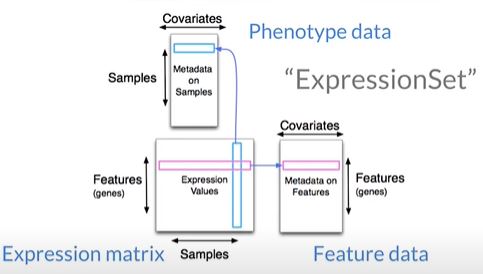 Covariates
Phenotype data
Samples
Metadata
on
Samples
“ExpressionSet”
Covariates
Features
(genes)
Expression
Values
Metadata on
Features
Features
(genes)
Expression matrix
Samples
Feature data